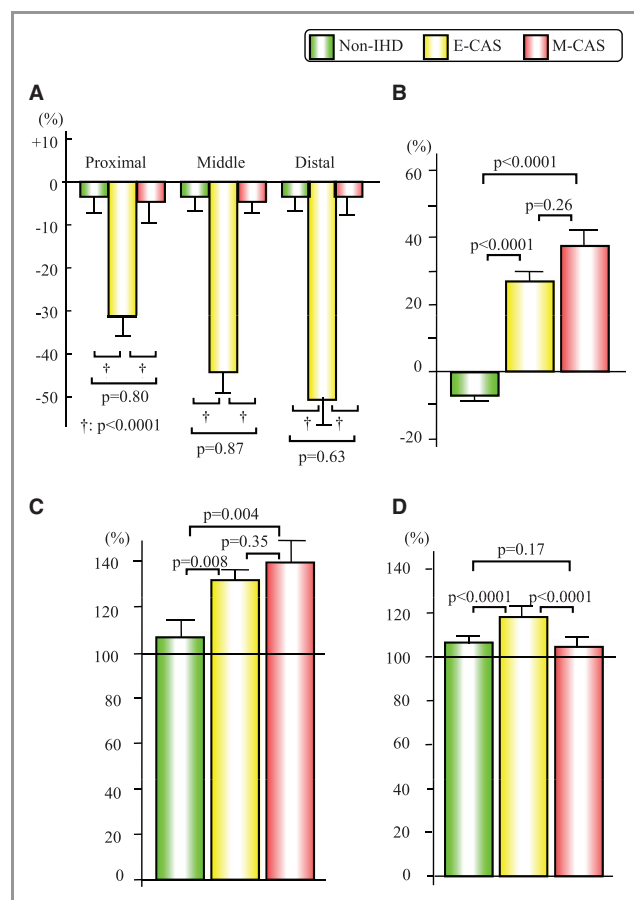 Non-IHD E-CAS M-CAS
A
(%)
+10
0
-10
-20
-30
-40
-50
Proximal Middle Distal
† †
p=0.80
†: p<0.0001
† †
p=0.87
† †
p=0.63
B
(%)
60
40
20
0
-20
p<0.0001
p=0.26
p<0.0001
C
(%)
140
120
100
80
60
40
20
0
p=0.004
p=0.35
p=0.008
D
(%)
140
120
100
80
60
40
20
0
p=0.17
p<0.0001 p<0.0001